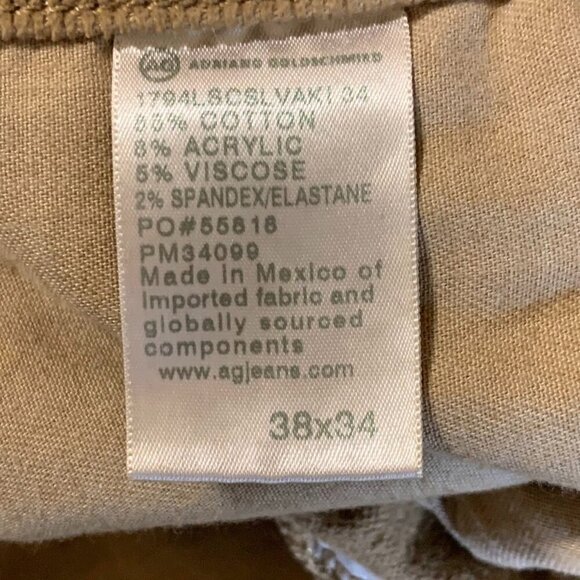 AG ADRIANO GOLDSCHMIED
1794LSCSLVAKI 34
85% COTTON
8% ACRYLIC
5% VISCOSE
2% SPANDEX/ELASTANE
PO#55818
PM34099
Made in Mexico of
imported fabric and
globally sourced
components
www.agjeans.com
38x34